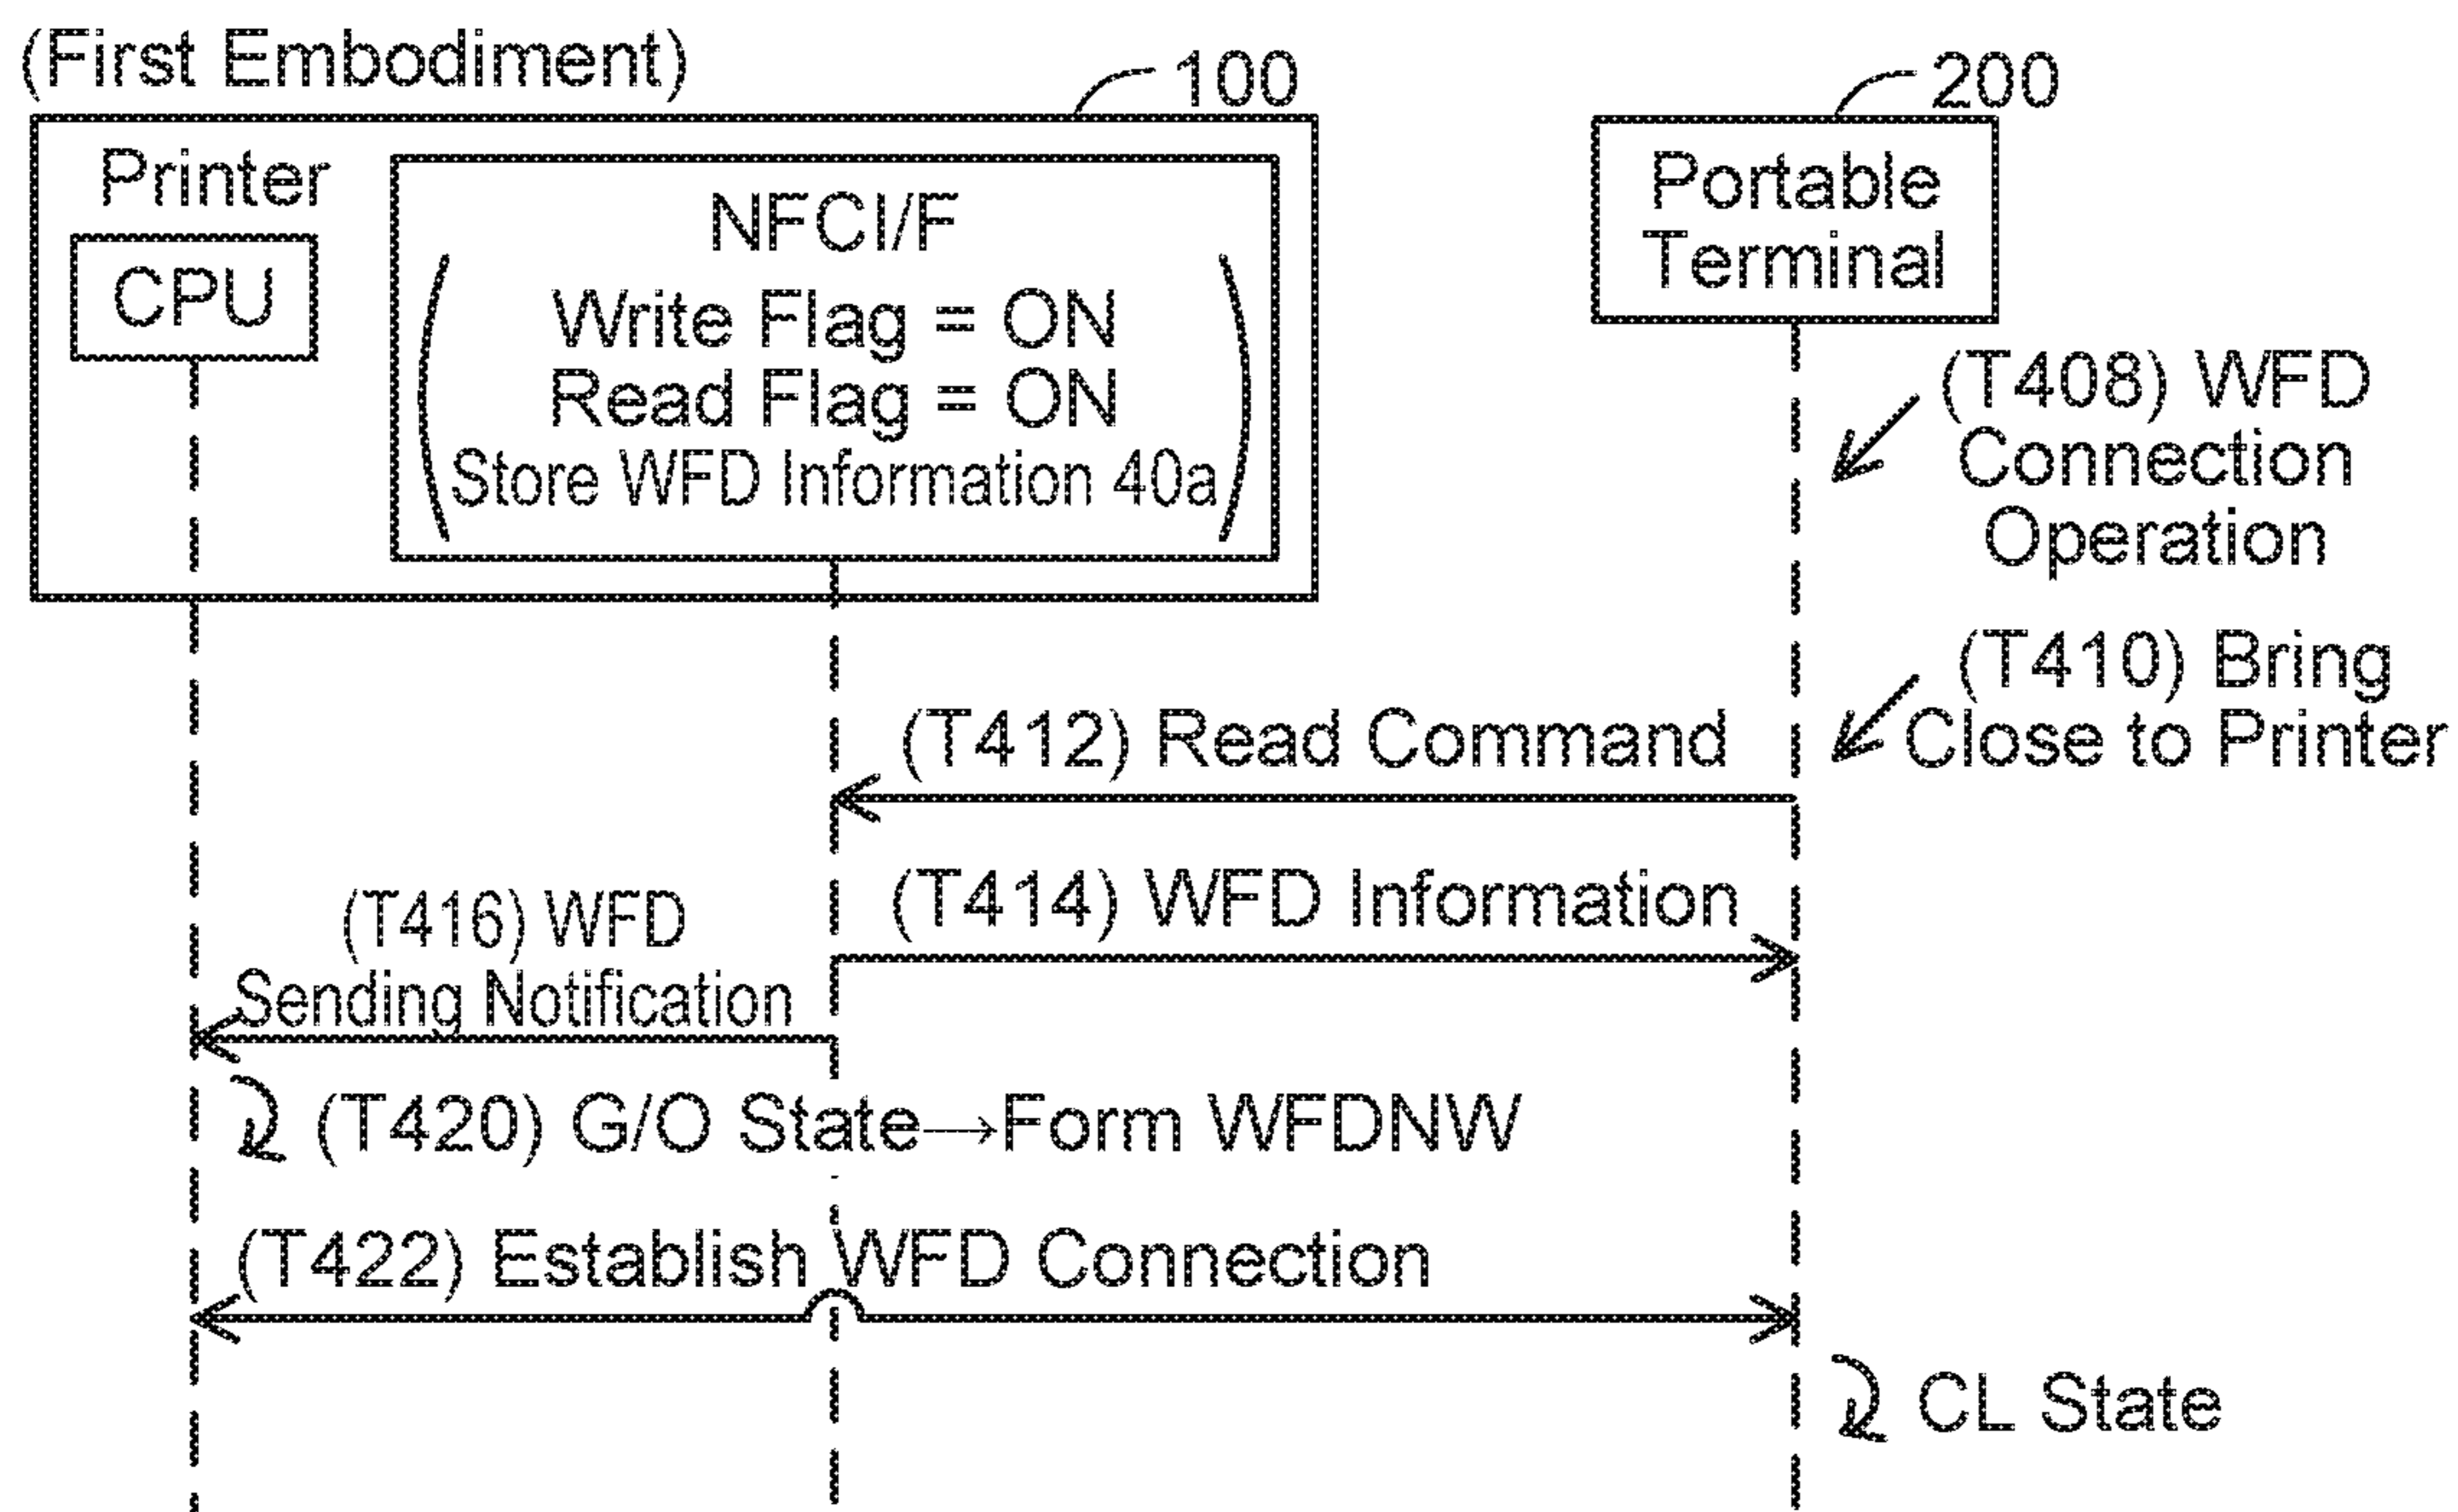 (First Embodiment)
100
200
Printer
CPU
NFCI/F
Write Flag = ON
Read Flag = ON
Store WFD Information 40a
Portable
Terminal
(T408) WFD
Connection
Operation
(T410) Bring
Close to Printer
(T412) Read Command
(T414) WFD Information
(T416) WFD
Sending Notification
(T420) G/O State→Form WFDNW
(T422) Establish WFD Connection
CL State